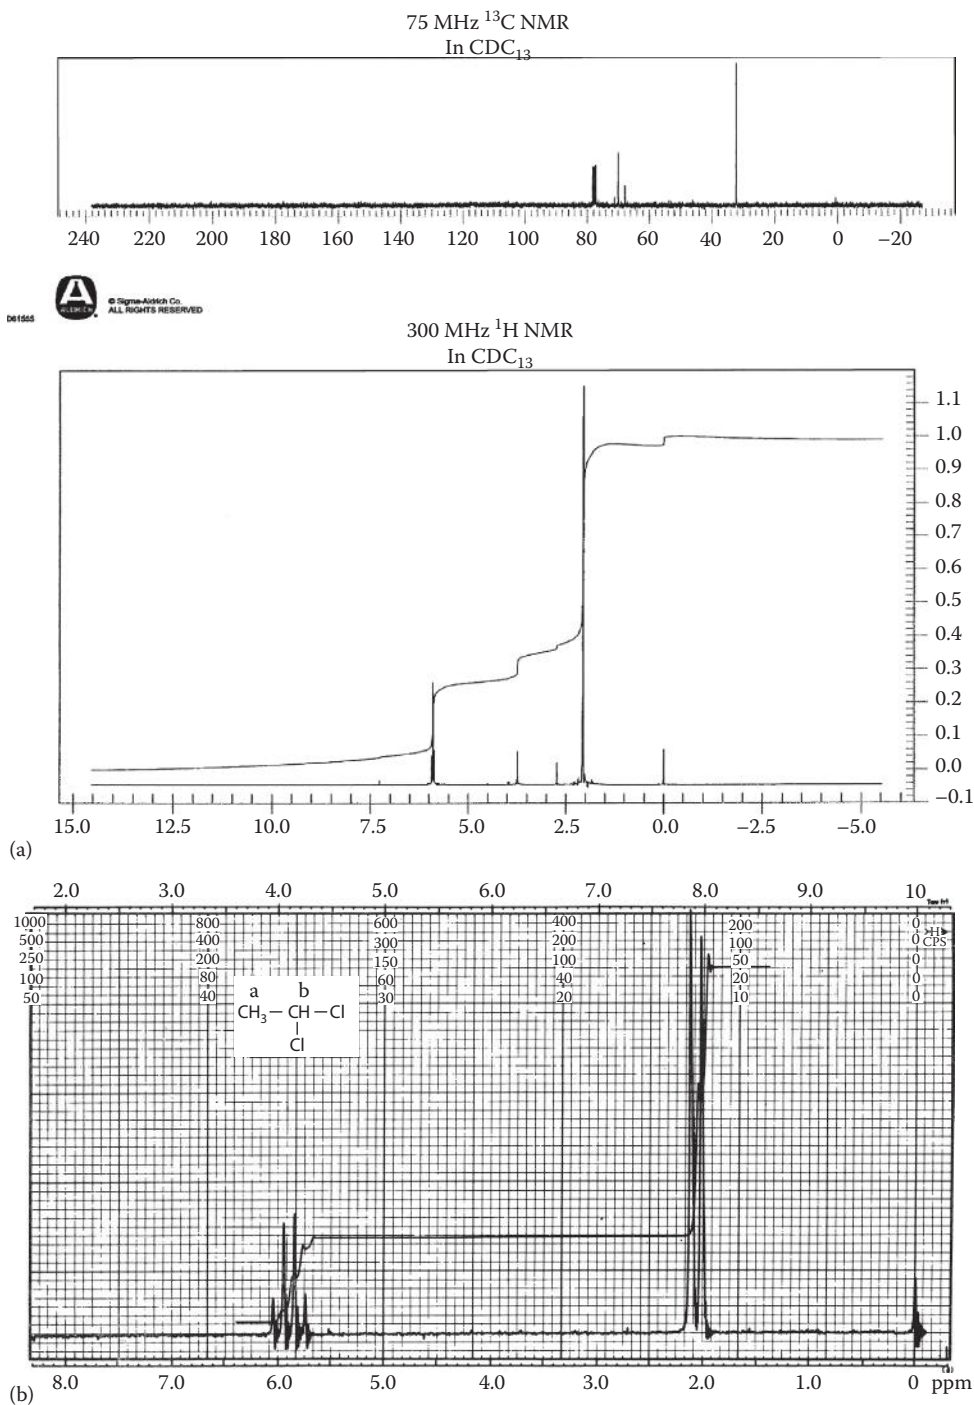 75 MHz ¹³C NMR
In CDC₁₃
240 220 200 180 160 140 120 100 80 60 40 20 0 −20
A
ALDRICH
© Sigma-Aldrich Co.
ALL RIGHTS RESERVED
D61555
300 MHz ¹H NMR
In CDC₁₃
1.1
1.0
0.9
0.8
0.7
0.6
0.5
0.4
0.3
0.2
0.1
0.0
−0.1
15.0 12.5 10.0 7.5 5.0 2.5 0.0 −2.5 −5.0
(a)
2.0 3.0 4.0 5.0 6.0 7.0 8.0 9.0 10
1000 800 600 400 200 0 H
500 400 300 200 100 0 CPS
250 200 150 100 50 0
100 80 60 40 20 0
50 40 30 20 10 0
a b
CH₃—CH—Cl
Cl
8.0 7.0 6.0 5.0 4.0 3.0 2.0 1.0 0 ppm
(b)